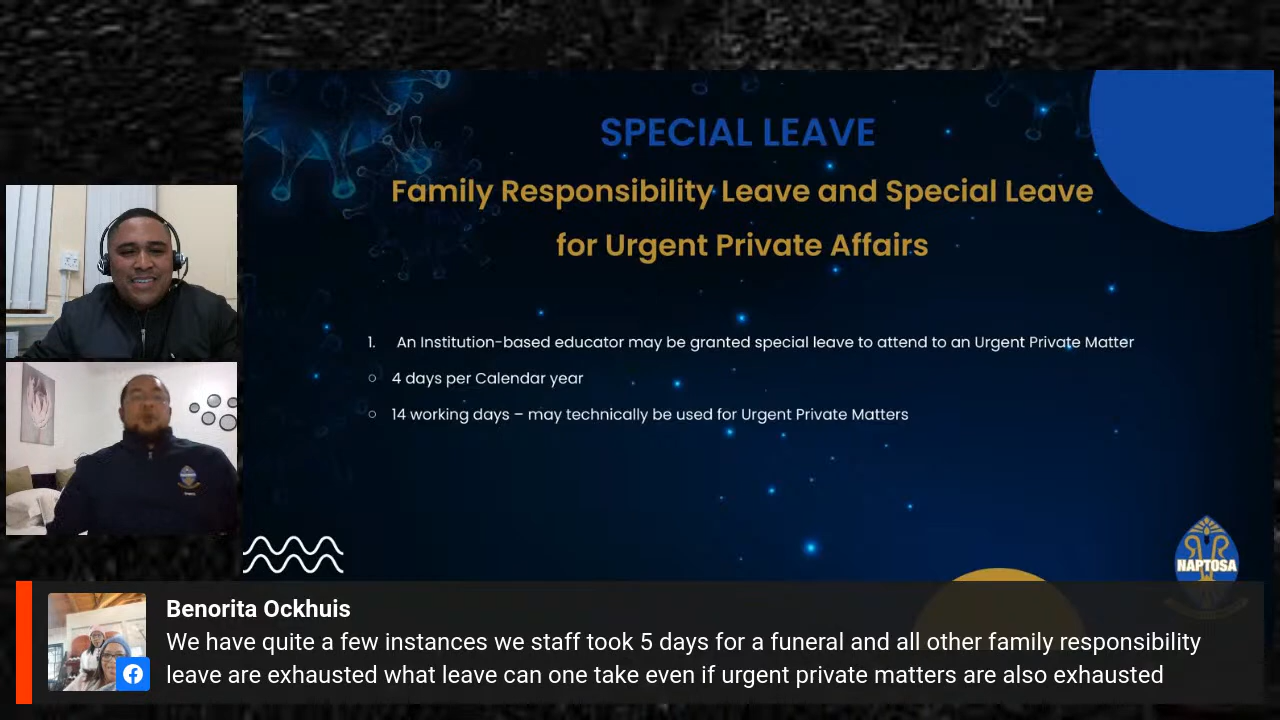 SPECIAL LEAVE
Family Responsibility Leave and Special Leave
for Urgent Private Affairs
1. An Institution-based educator may be granted special leave to attend to an Urgent Private Matter
○ 4 days per Calendar year
○ 14 working days – may technically be used for Urgent Private Matters
NAPTOSA
Benorita Ockhuis
We have quite a few instances we staff took 5 days for a funeral and all other family responsibility
leave are exhausted what leave can one take even if urgent private matters are also exhausted